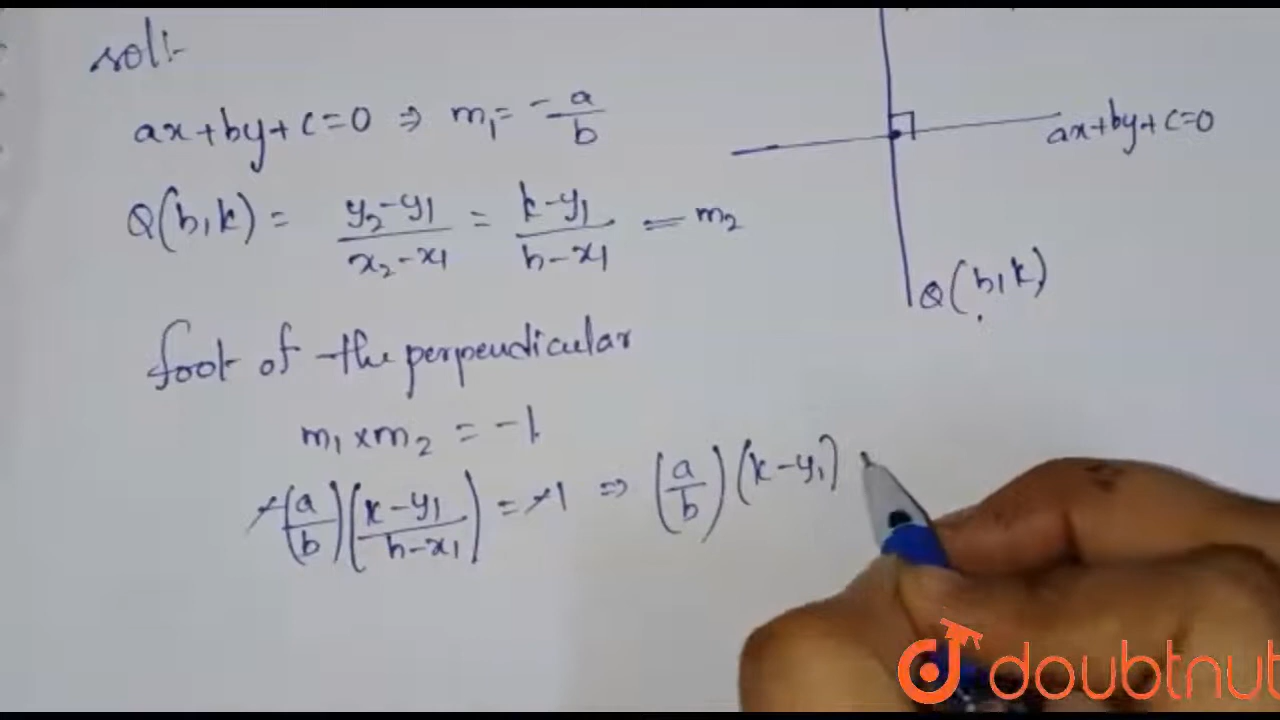 sol:-
ax+by+c=0 ⇒ m₁=-a/b
ax+by+c=0
Q(h,k) = y₂-y₁/x₂-x₁ = k-y₁/h-x₁ = m₂
Q(h,k)
foot of the perpendicular
m₁×m₂ = -1
-(a/b)(k-y₁/h-x₁) = -1 ⇒ (a/b)(k-y₁)
doubtnut